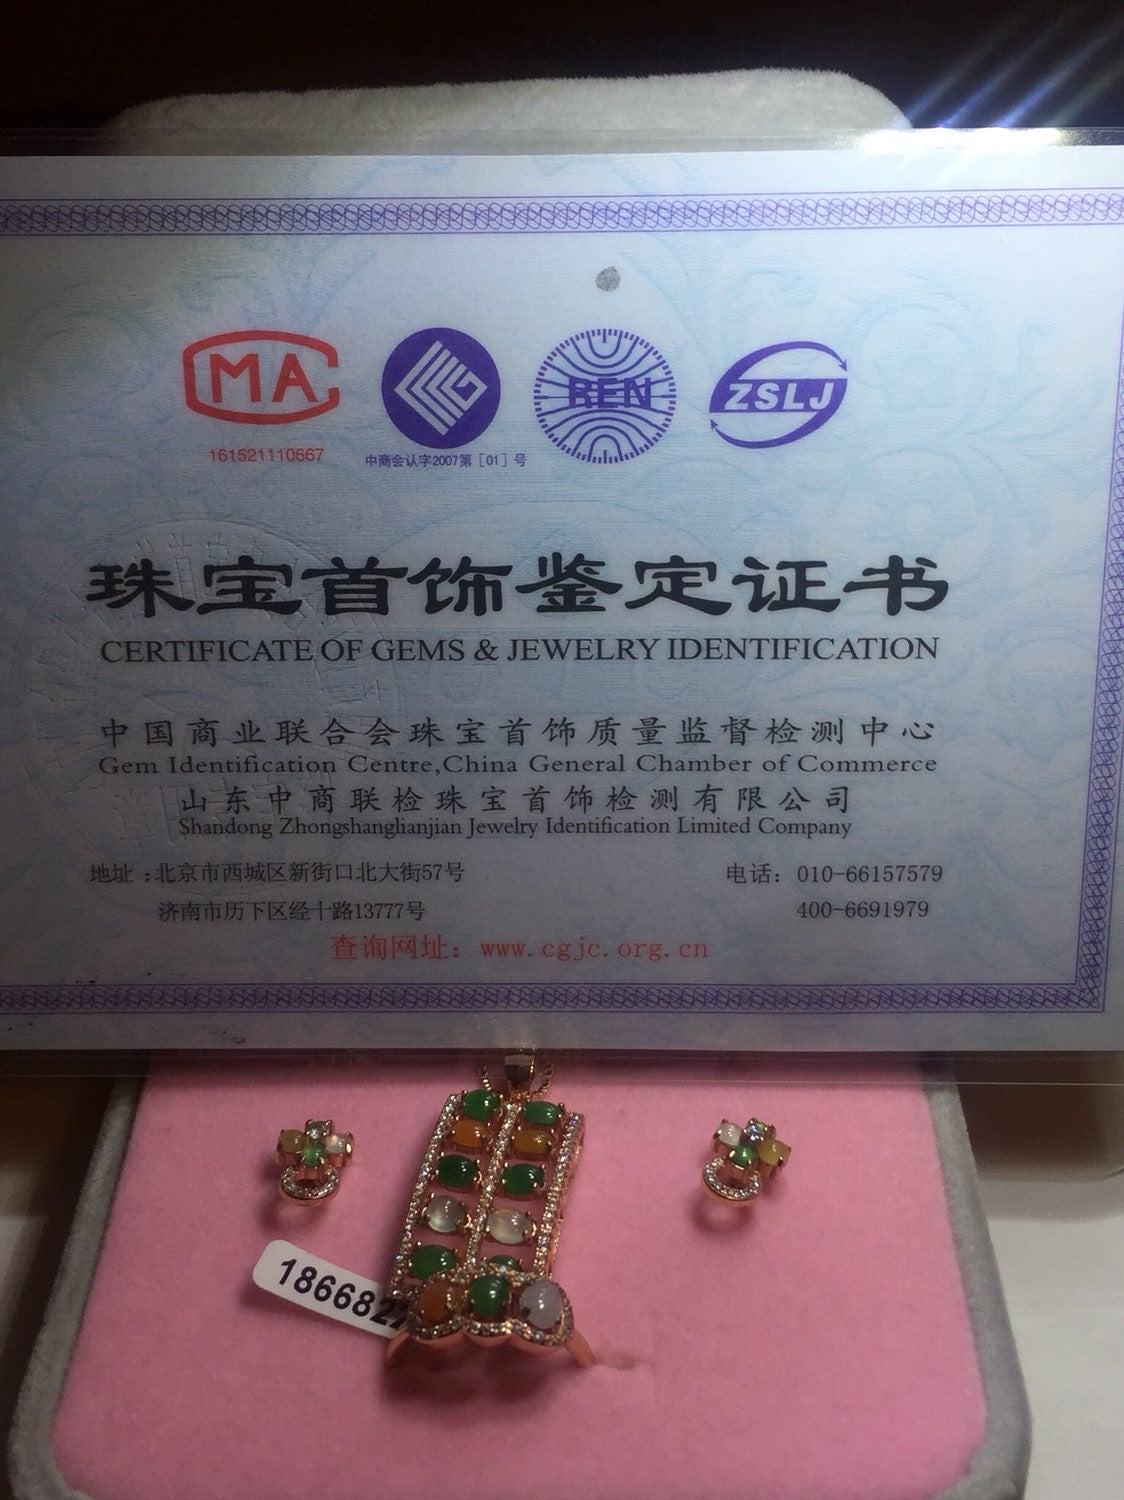 MA
161521110667
中商会认字2007第[01]号
REN
ZSLJ
珠宝首饰鉴定证书
CERTIFICATE OF GEMS & JEWELRY IDENTIFICATION
中国商业联合会珠宝首饰质量监督检测中心
Gem Identification Centre,China General Chamber of Commerce
山东中商联检珠宝首饰检测有限公司
Shandong Zhongshanglianjian Jewelry Identification Limited Company
地址:北京市西城区新街口北大街57号 电话: 010-66157579
济南市历下区经十路13777号 400-6691979
查询网址: www.cgjc.org.cn